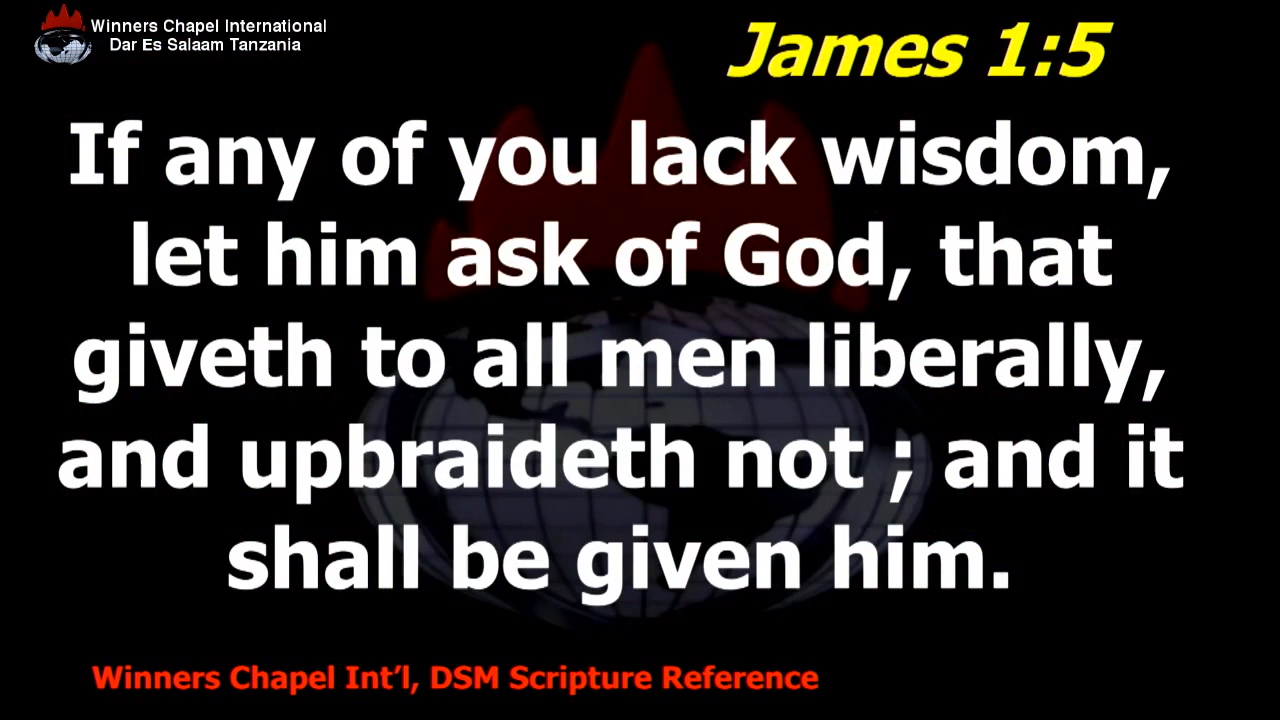 Winners Chapel International
Dar Es Salaam Tanzania
James 1:5
If any of you lack wisdom,
let him ask of God, that
giveth to all men liberally,
and upbraideth not ; and it
shall be given him.
Winners Chapel Int’l, DSM Scripture Reference